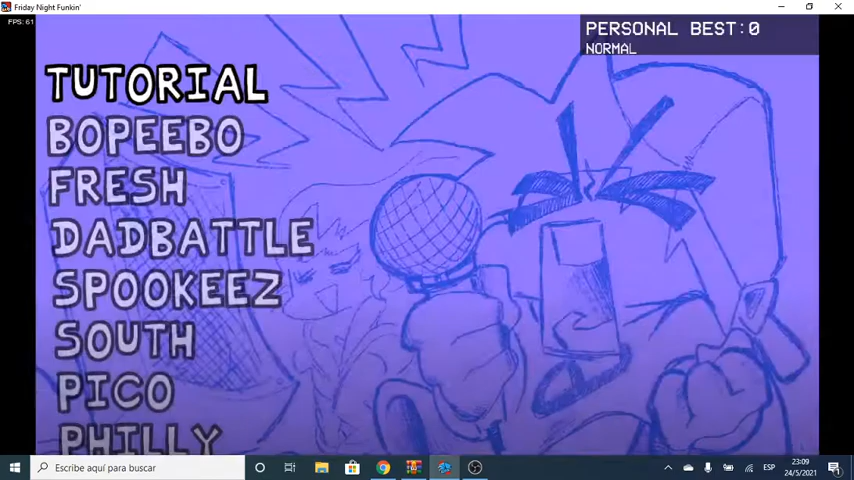 Friday Night Funkin'
FPS: 61
PERSONAL BEST:0
NORMAL
TUTORIAL
BOPEEBO
FRESH
DADBATTLE
SPOOKEEZ
SOUTH
PICO
PHILLY
Escribe aquí para buscar
ESP
23:09
24/5/2021
1